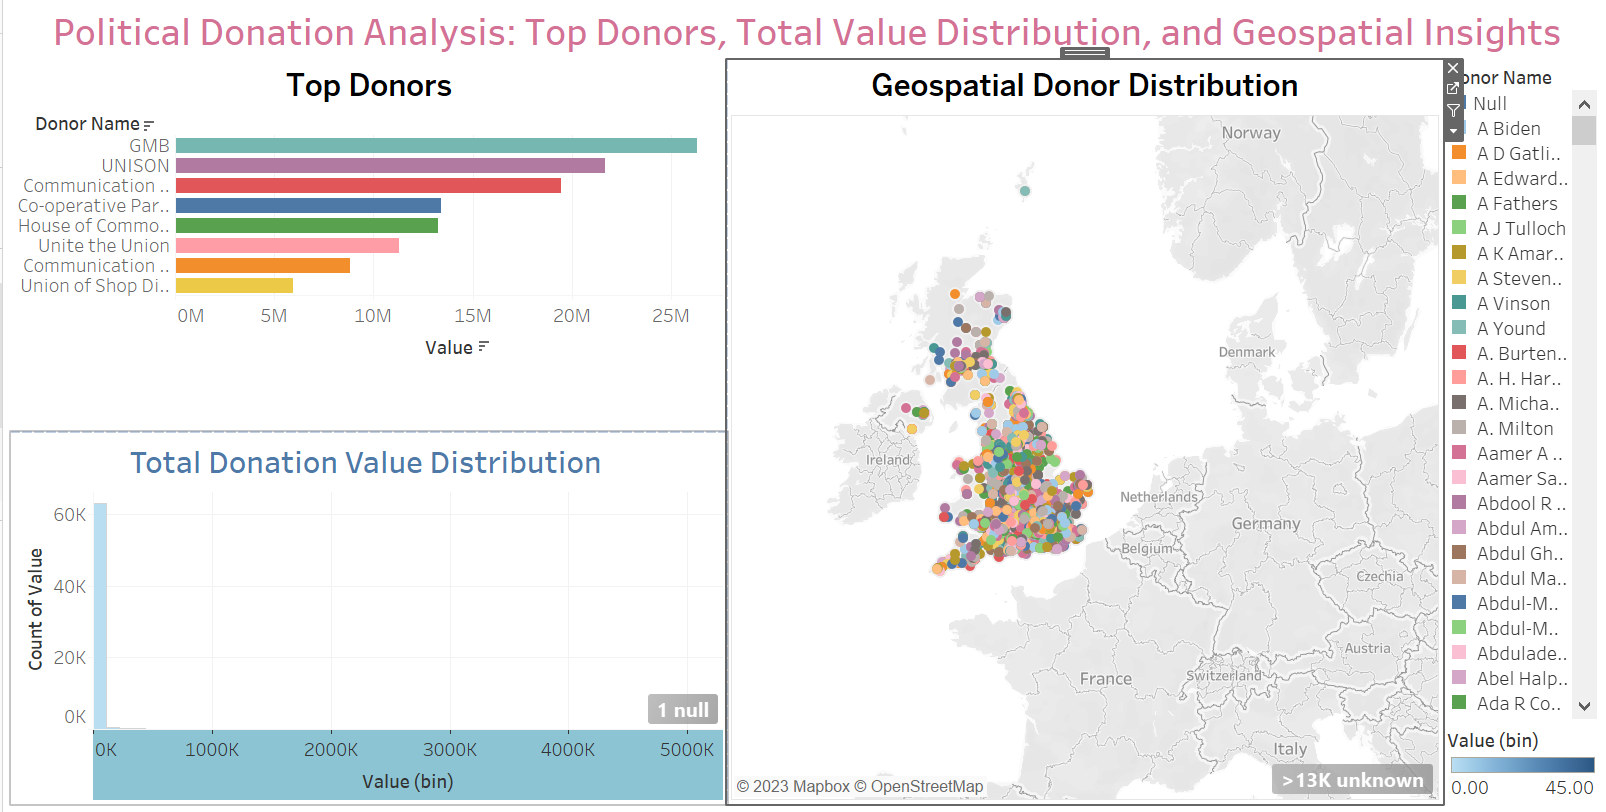 Political Donation Analysis: Top Donors, Total Value Distribution, and Geospatial Insights
Top Donors
Donor Name
GMB
UNISON
Communication ..
Co-operative Par..
House of Commo..
Unite the Union
Communication ..
Union of Shop Di..
0M 5M 10M 15M 20M 25M
Value
Total Donation Value Distribution
Count of Value
60K
40K
20K
0K
1 null
0K 1000K 2000K 3000K 4000K 5000K
Value (bin)
Geospatial Donor Distribution
Norway
Denmark
Ireland
Netherlands
Germany
Belgium
Czechia
Austria
France
Switzerland
Italy
© 2023 Mapbox © OpenStreetMap
>13K unknown
onor Name
Null
A Biden
A D Gatli..
A Edward..
A Fathers
A J Tulloch
A K Amar..
A Steven..
A Vinson
A Yound
A. Burten..
A. H. Har..
A. Micha..
A. Milton
Aamer A ..
Aamer Sa..
Abdool R ..
Abdul Am..
Abdul Gh..
Abdul Ma..
Abdul-M..
Abdul-M..
Abdulade..
Abel Halp..
Ada R Co..
Value (bin)
0.00 45.00